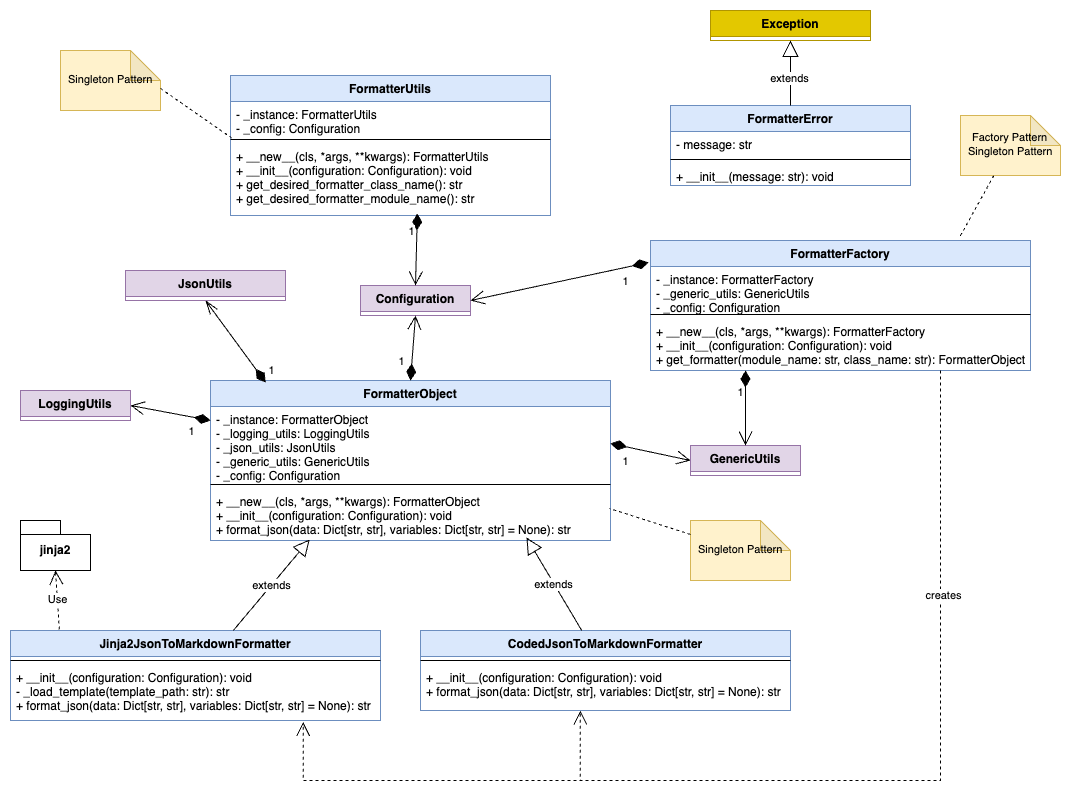 Exception
extends
FormatterError
- message: str
+ __init__(message: str): void
Singleton Pattern
FormatterUtils
- _instance: FormatterUtils
- _config: Configuration
+ __new__(cls, *args, **kwargs): FormatterUtils
+ __init__(configuration: Configuration): void
+ get_desired_formatter_class_name(): str
+ get_desired_formatter_module_name(): str
1
Factory Pattern
Singleton Pattern
FormatterFactory
- _instance: FormatterFactory
- _generic_utils: GenericUtils
- _config: Configuration
+ __new__(cls, *args, **kwargs): FormatterFactory
+ __init__(configuration: Configuration): void
+ get_formatter(module_name: str, class_name: str): FormatterObject
1
1
JsonUtils
Configuration
1
1
LoggingUtils
1
FormatterObject
- _instance: FormatterObject
- _logging_utils: LoggingUtils
- _json_utils: JsonUtils
- _generic_utils: GenericUtils
- _config: Configuration
+ __new__(cls, *args, **kwargs): FormatterObject
+ __init__(configuration: Configuration): void
+ format_json(data: Dict[str, str], variables: Dict[str, str] = None): str
1
GenericUtils
Singleton Pattern
jinja2
Use
extends
extends
creates
Jinja2JsonToMarkdownFormatter
+ __init__(configuration: Configuration): void
- _load_template(template_path: str): str
+ format_json(data: Dict[str, str], variables: Dict[str, str] = None): str
CodedJsonToMarkdownFormatter
+ __init__(configuration: Configuration): void
+ format_json(data: Dict[str, str], variables: Dict[str, str] = None): str